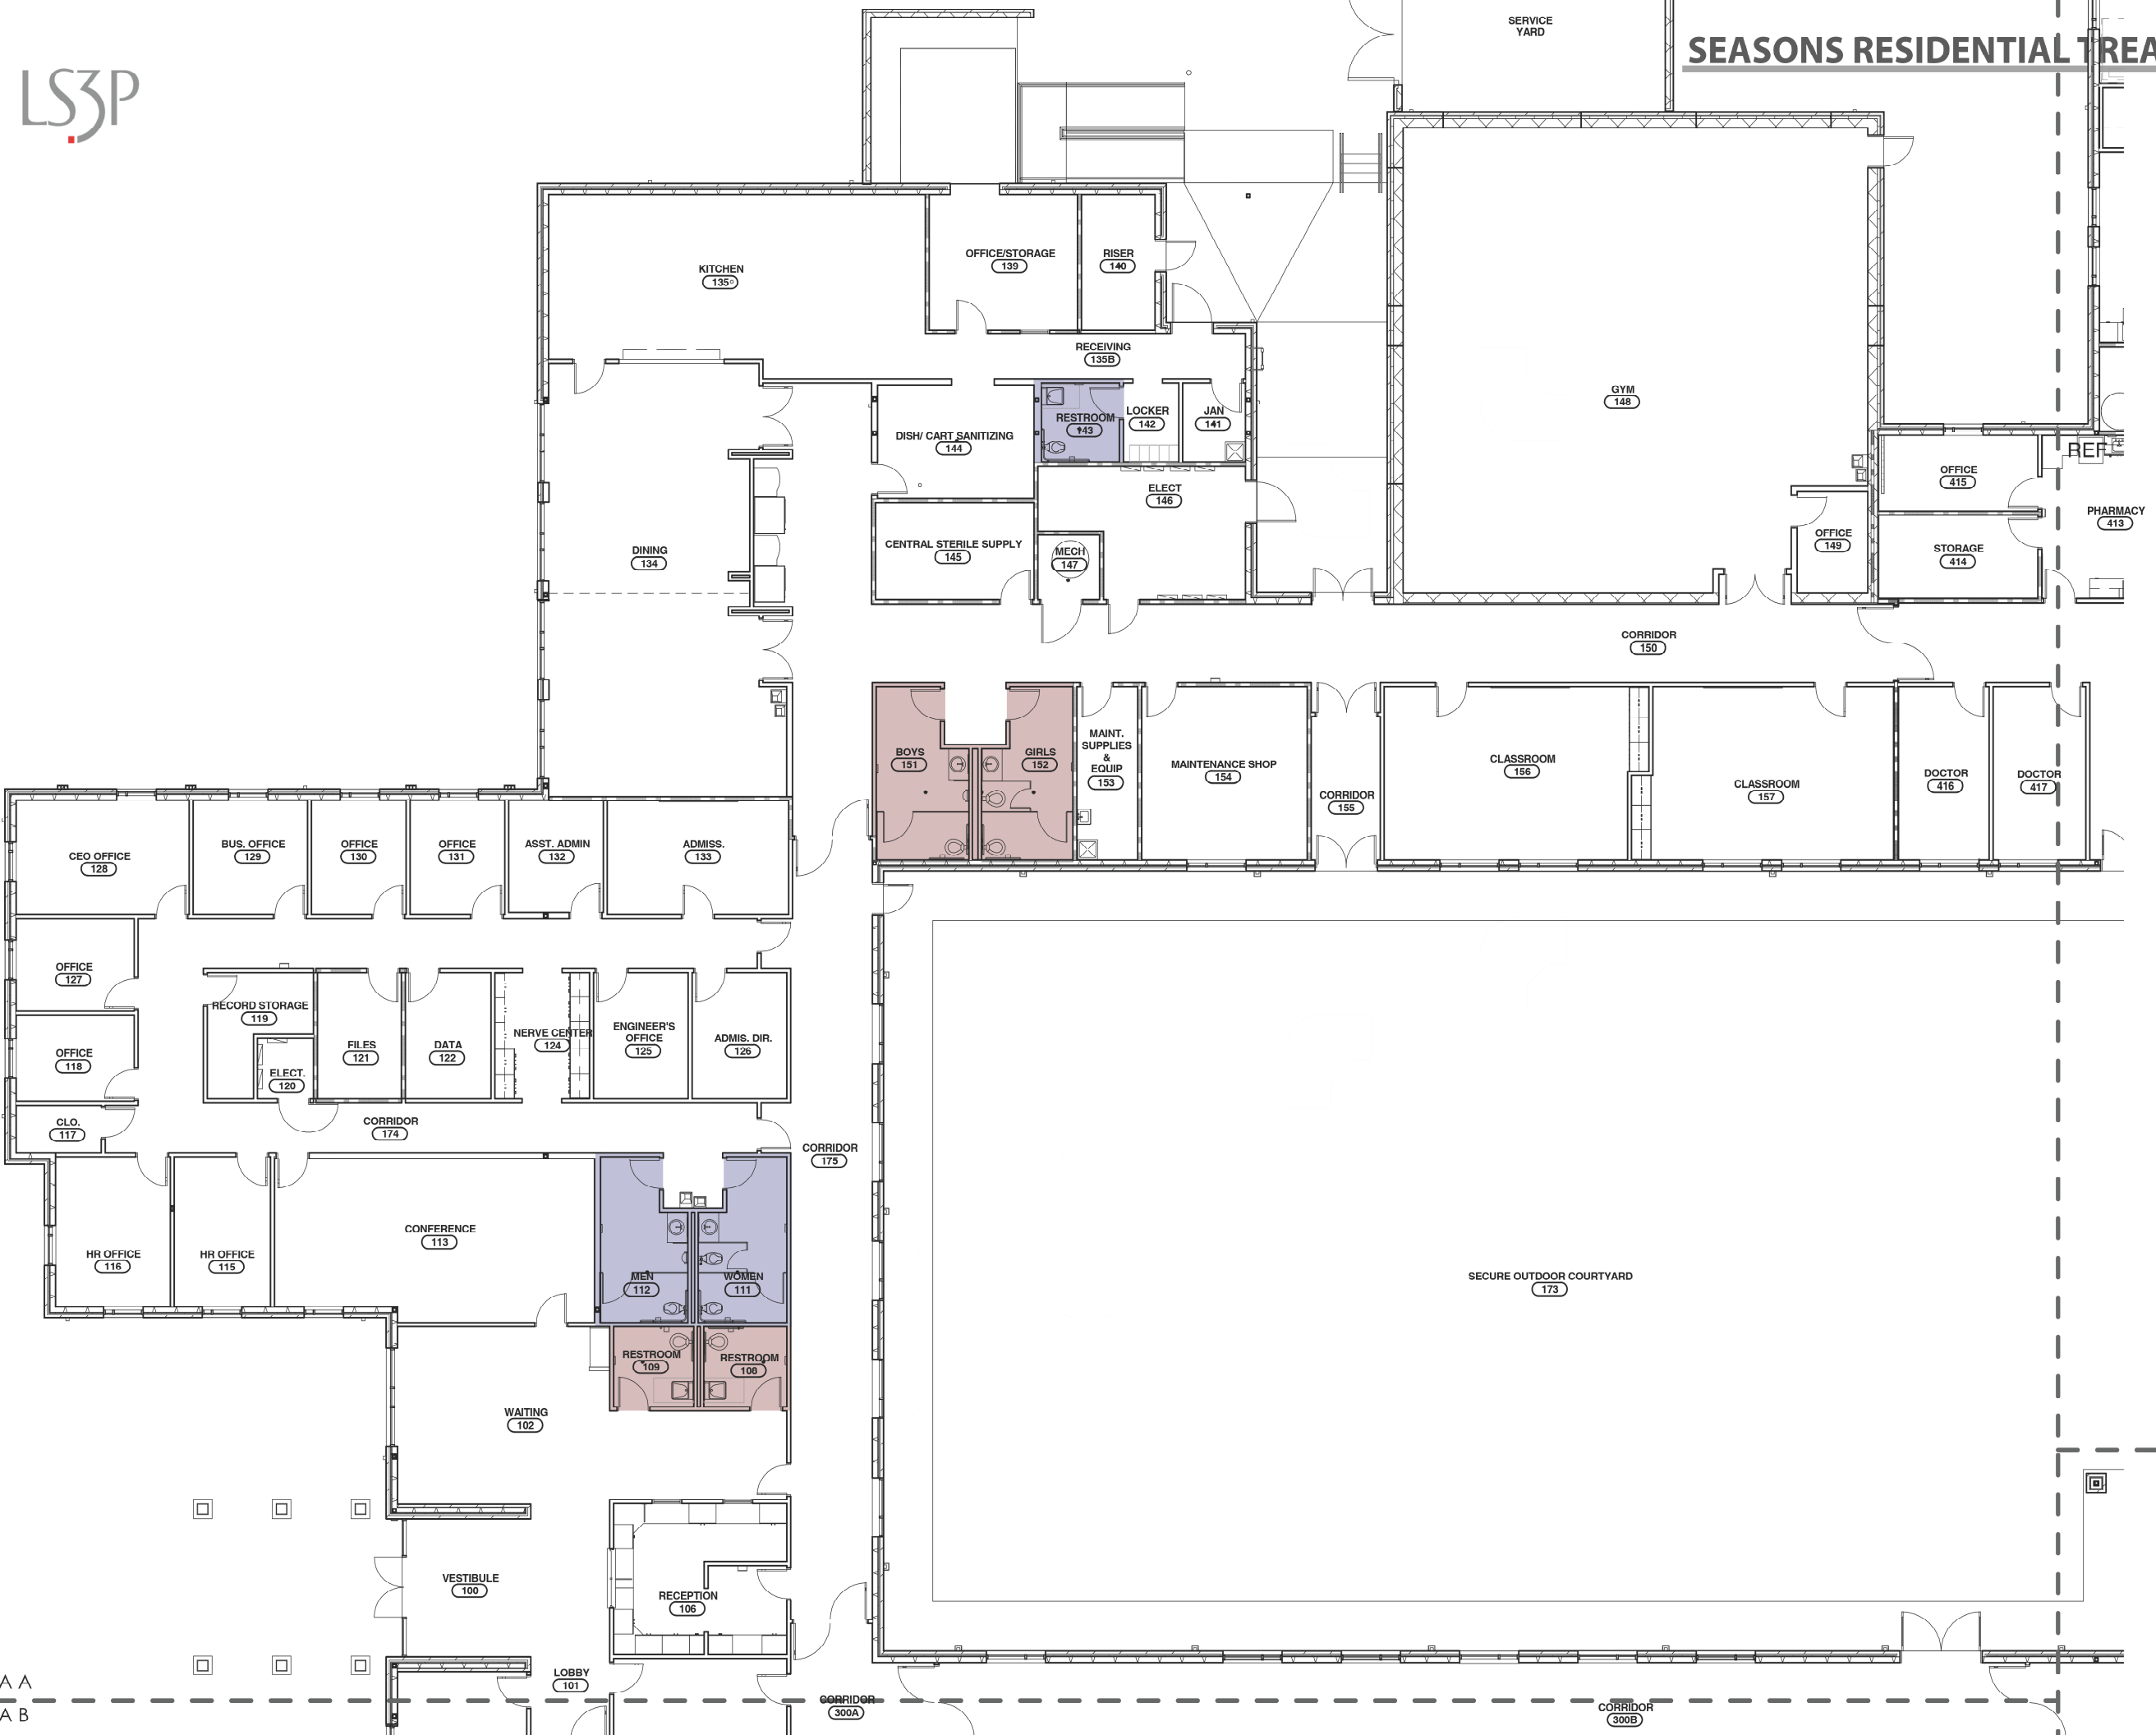 LS3P
SERVICE
YARD
SEASONS RESIDENTIAL TREA
KITCHEN
135
OFFICE/STORAGE
139
RISER
140
RECEIVING
135B
RESTROOM
143
LOCKER
142
JAN
141
DISH/ CART SANITIZING
144
GYM
148
ELECT
146
CENTRAL STERILE SUPPLY
145
MECH
147
DINING
134
OFFICE
149
OFFICE
415
STORAGE
414
REF
PHARMACY
413
CORRIDOR
150
BOYS
151
GIRLS
152
MAINT.
SUPPLIES
&
EQUIP
153
MAINTENANCE SHOP
154
CORRIDOR
155
CLASSROOM
156
CLASSROOM
157
DOCTOR
416
DOCTOR
417
CEO OFFICE
128
BUS. OFFICE
129
OFFICE
130
OFFICE
131
ASST. ADMIN
132
ADMISS.
133
OFFICE
127
OFFICE
118
CLO.
117
RECORD STORAGE
119
ELECT.
120
FILES
121
DATA
122
NERVE CENTER
124
ENGINEER'S
OFFICE
125
ADMIS. DIR.
126
CORRIDOR
174
CORRIDOR
175
HR OFFICE
116
HR OFFICE
115
CONFERENCE
113
MEN
112
WOMEN
111
RESTROOM
109
RESTROOM
108
SECURE OUTDOOR COURTYARD
173
WAITING
102
VESTIBULE
100
RECEPTION
106
LOBBY
101
CORRIDOR
300A
CORRIDOR
300B
AA
AB